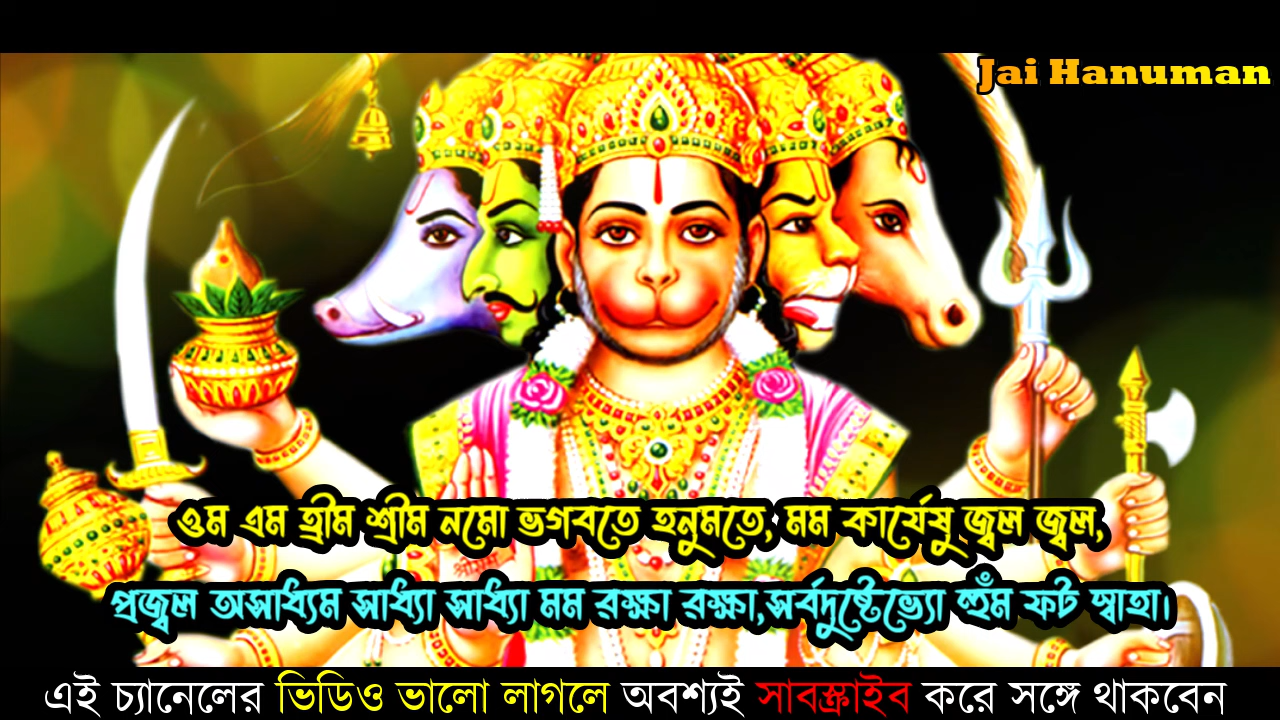 Jai Hanuman
ওম এম হ্রীম শ্রীম নমো ভগবতে হনুমতে, মম কার্যেষু জ্বল জ্বল,
প্রজ্বল অসাধ্যম সাধ্যা সাধ্যা মম রক্ষা রক্ষা,সর্বদুষ্টেভ্যো হুঁম ফট স্বাহা।
এই চ্যানেলের ভিডিও ভালো লাগলে অবশ্যই সাবস্ক্রাইব করে সঙ্গে থাকবেন